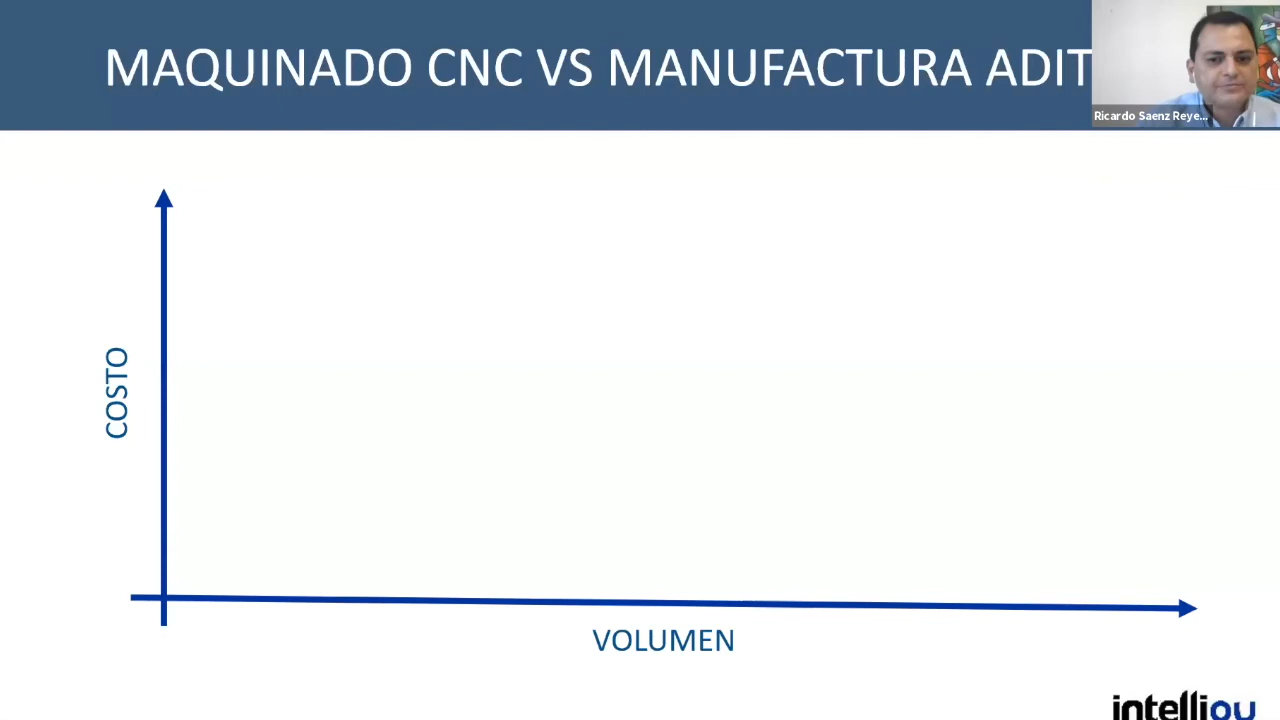 MAQUINADO CNC VS MANUFACTURA ADIT
Ricardo Saenz Reye...
COSTO
VOLUMEN
intelliou